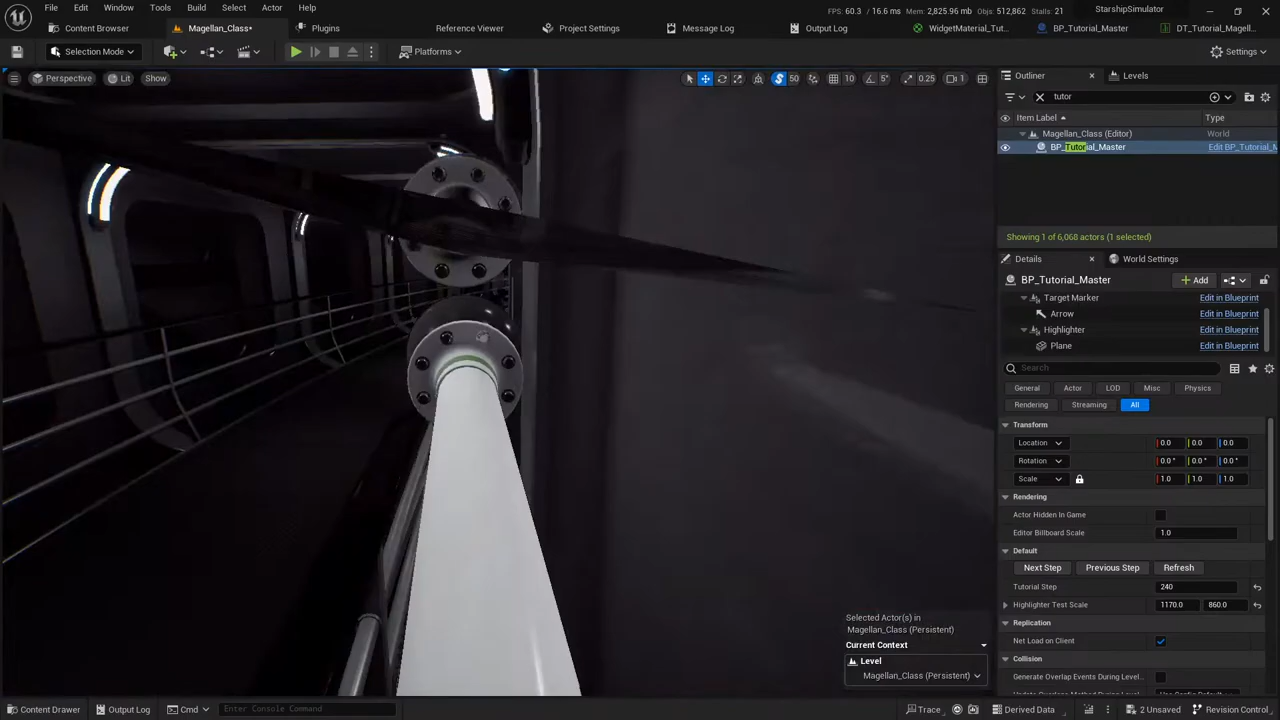 File Edit Window Tools Build Select Actor Help
FPS: 60.3 / 16.6 ms Mem: 2,825.96 mb Objs: 512,862 Stalls: 21
StarshipSimulator
Content Browser
Magellan_Class•
Plugins
Reference Viewer
Project Settings
Message Log
Output Log
WidgetMaterial_Tut...
BP_Tutorial_Master
DT_Tutorial_Magell...
Selection Mode
Platforms
Settings
Perspective Lit Show
50 10 5° 0.25 1
Outliner Levels
tutor
Item Label Type
Magellan_Class (Editor) World
BP_Tutorial_Master Edit BP_Tutorial_M
Showing 1 of 6,068 actors (1 selected)
Details World Settings
BP_Tutorial_Master Add
Target Marker Edit in Blueprint
Arrow Edit in Blueprint
Highlighter Edit in Blueprint
Plane Edit in Blueprint
Search
General Actor LOD Misc Physics
Rendering Streaming All
Transform
Location 0.0 0.0 0.0
Rotation 0.0° 0.0° 0.0°
Scale 1.0 1.0 1.0
Rendering
Actor Hidden In Game
Editor Billboard Scale 1.0
Default
Next Step Previous Step Refresh
Tutorial Step 240
Highlighter Test Scale 1170.0 860.0
Replication
Net Load on Client
Collision
Generate Overlap Events During Level...
Selected Actor(s) in
Magellan_Class (Persistent)
Current Context
Level
Magellan_Class (Persistent)
Content Drawer Output Log Cmd Enter Console Command
Trace Derived Data 2 Unsaved Revision Control